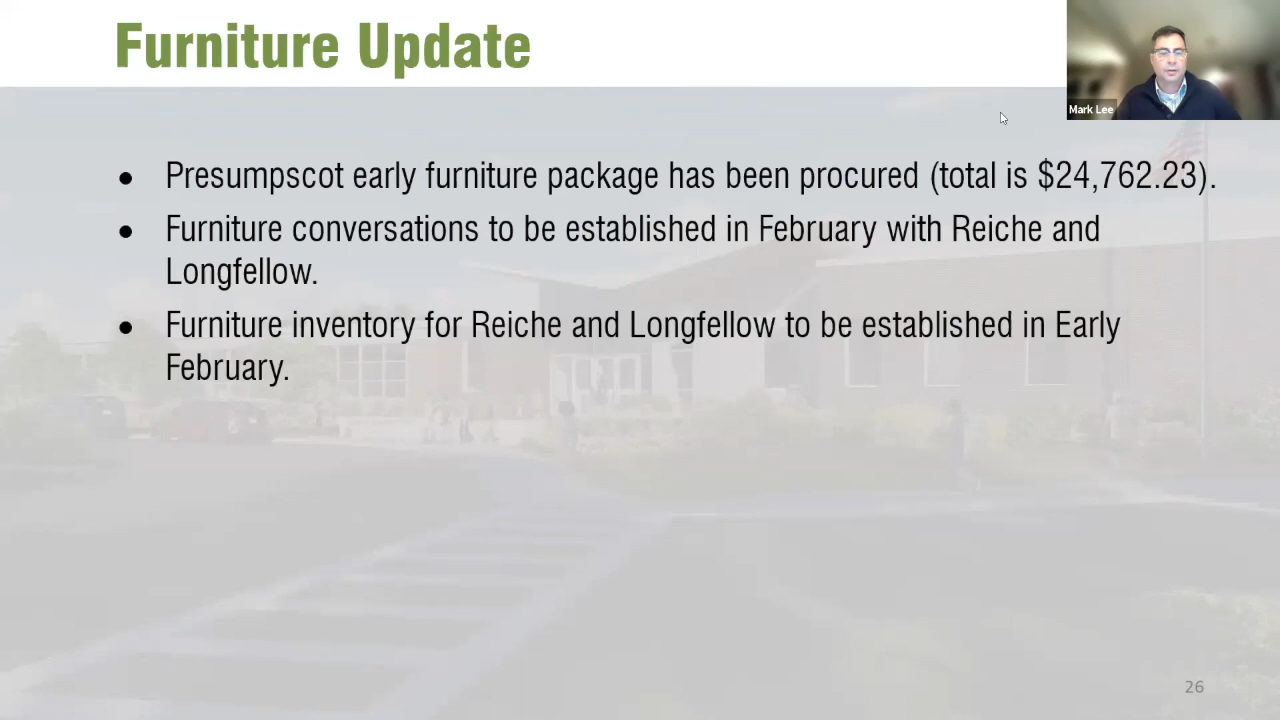 Furniture Update
Mark Lee
• Presumpscot early furniture package has been procured (total is $24,762.23).
• Furniture conversations to be established in February with Reiche and
Longfellow.
• Furniture inventory for Reiche and Longfellow to be established in Early
February.
26